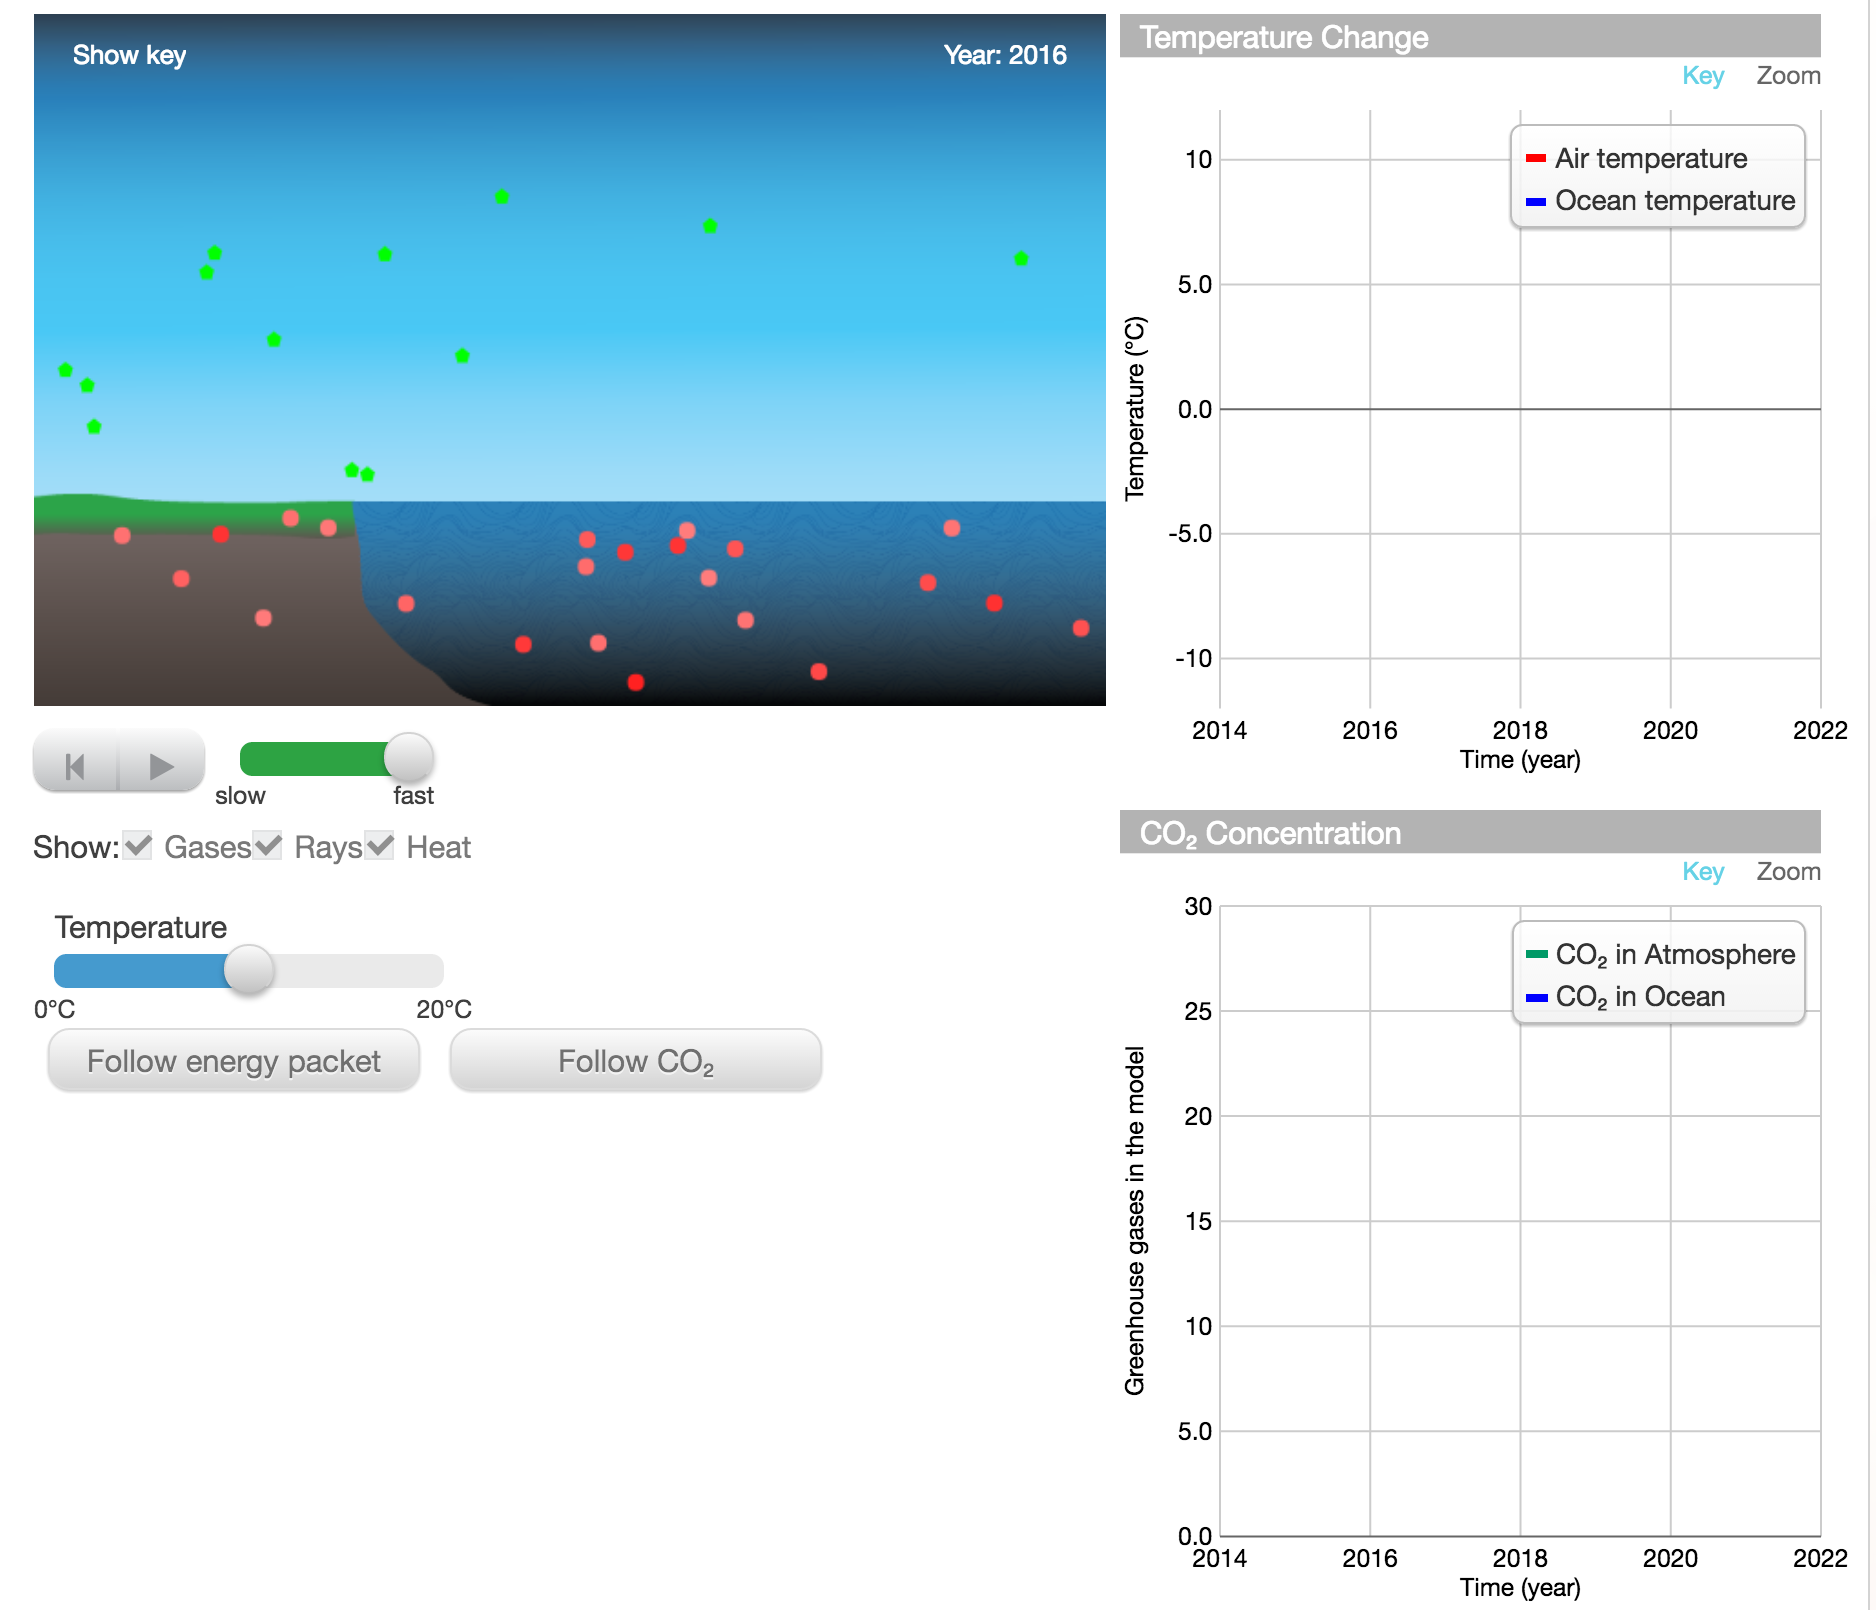 Show key
Year: 2016
slow
fast
Show:
Gases
Rays
Heat
Temperature
0°C
20°C
Follow energy packet
Follow CO₂
Temperature Change
Key
Zoom
Air temperature
Ocean temperature
Temperature (°C)
10
5.0
0.0
-5.0
-10
2014
2016
2018
2020
2022
Time (year)
CO₂ Concentration
Key
Zoom
CO₂ in Atmosphere
CO₂ in Ocean
Greenhouse gases in the model
30
25
20
15
10
5.0
0.0
2014
2016
2018
2020
2022
Time (year)